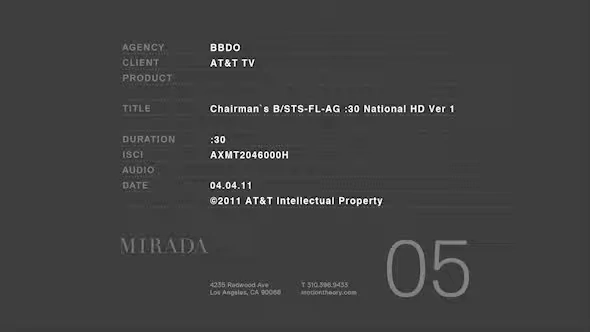 AGENCY BBDO
CLIENT AT&T TV
PRODUCT
TITLE Chairman`s B/STS-FL-AG :30 National HD Ver 1
DURATION :30
ISCI AXMT2046000H
AUDIO
DATE 04.04.11
©2011 AT&T Intellectual Property
MIRADA
05
4235 Redwood Ave T 310.396.9433
Los Angeles, CA 90066 motiontheory.com